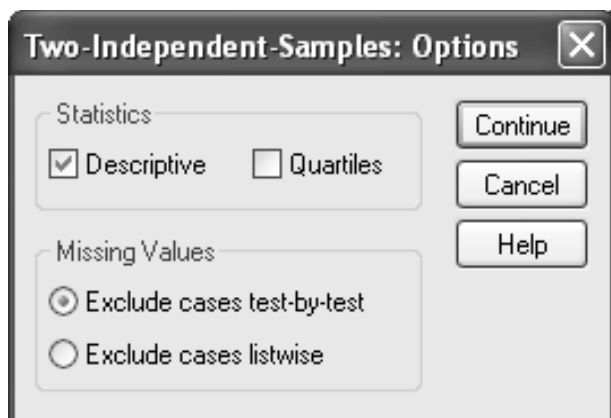 Two-Independent-Samples: Options
Statistics
Descriptive Quartiles
Missing Values
Exclude cases test-by-test
Exclude cases listwise
Continue
Cancel
Help